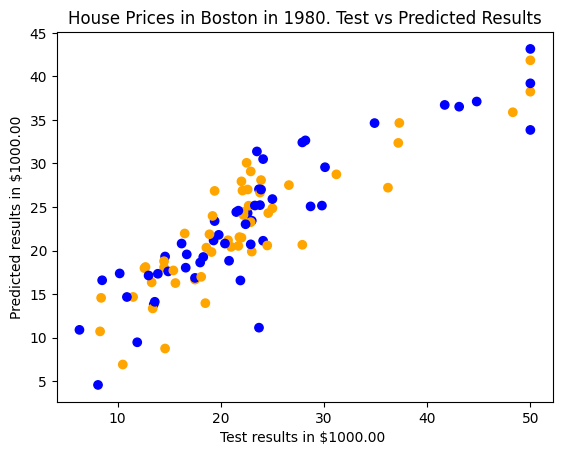 House Prices in Boston in 1980. Test vs Predicted Results
45
40
35
30
25
20
15
10
5
Predicted results in $1000.00
10 20 30 40 50
Test results in $1000.00